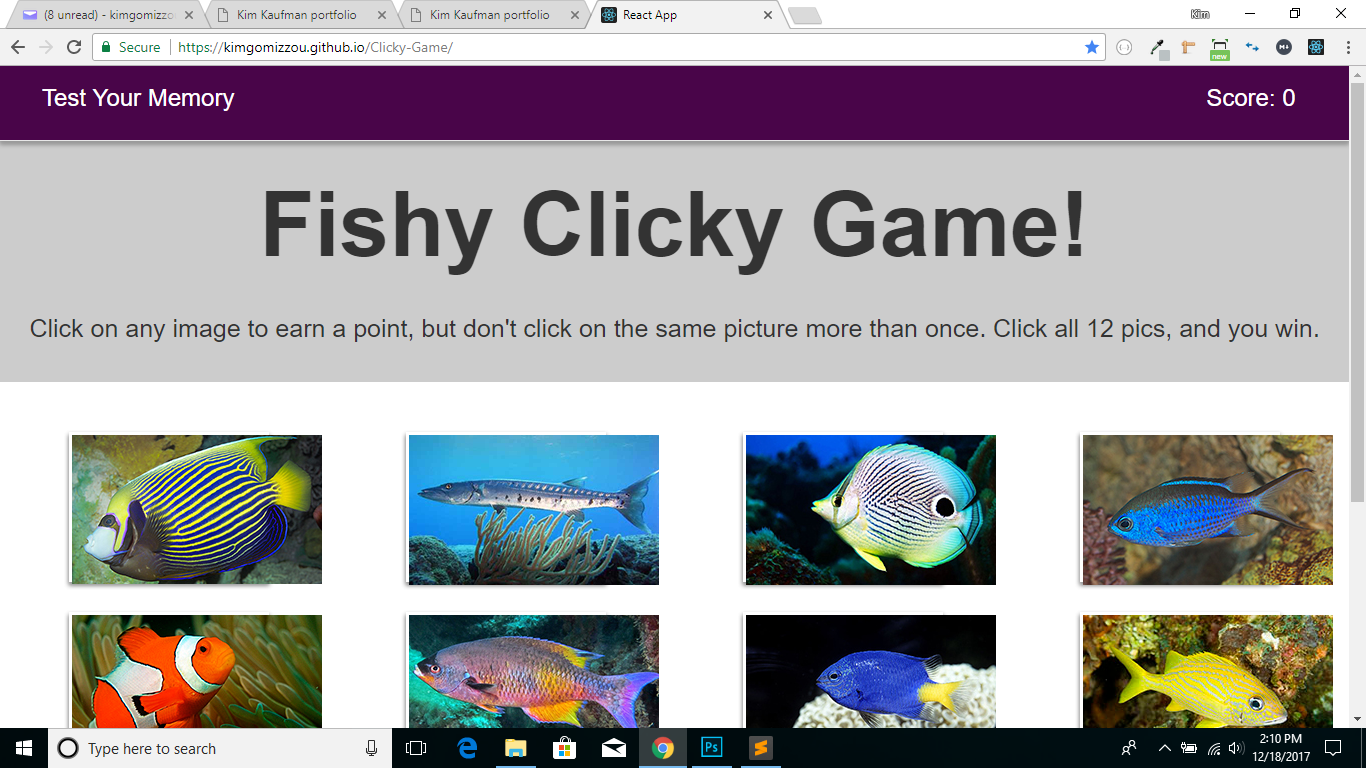 (8 unread) - kimgomizzo
Kim Kaufman portfolio
Kim Kaufman portfolio
React App
Kim
Secure
https://kimgomizzou.github.io/Clicky-Game/
new
M+
Test Your Memory
Score: 0
Fishy Clicky Game!
Click on any image to earn a point, but don't click on the same picture more than once. Click all 12 pics, and you win.
Type here to search
Ps
2:10 PM
12/18/2017